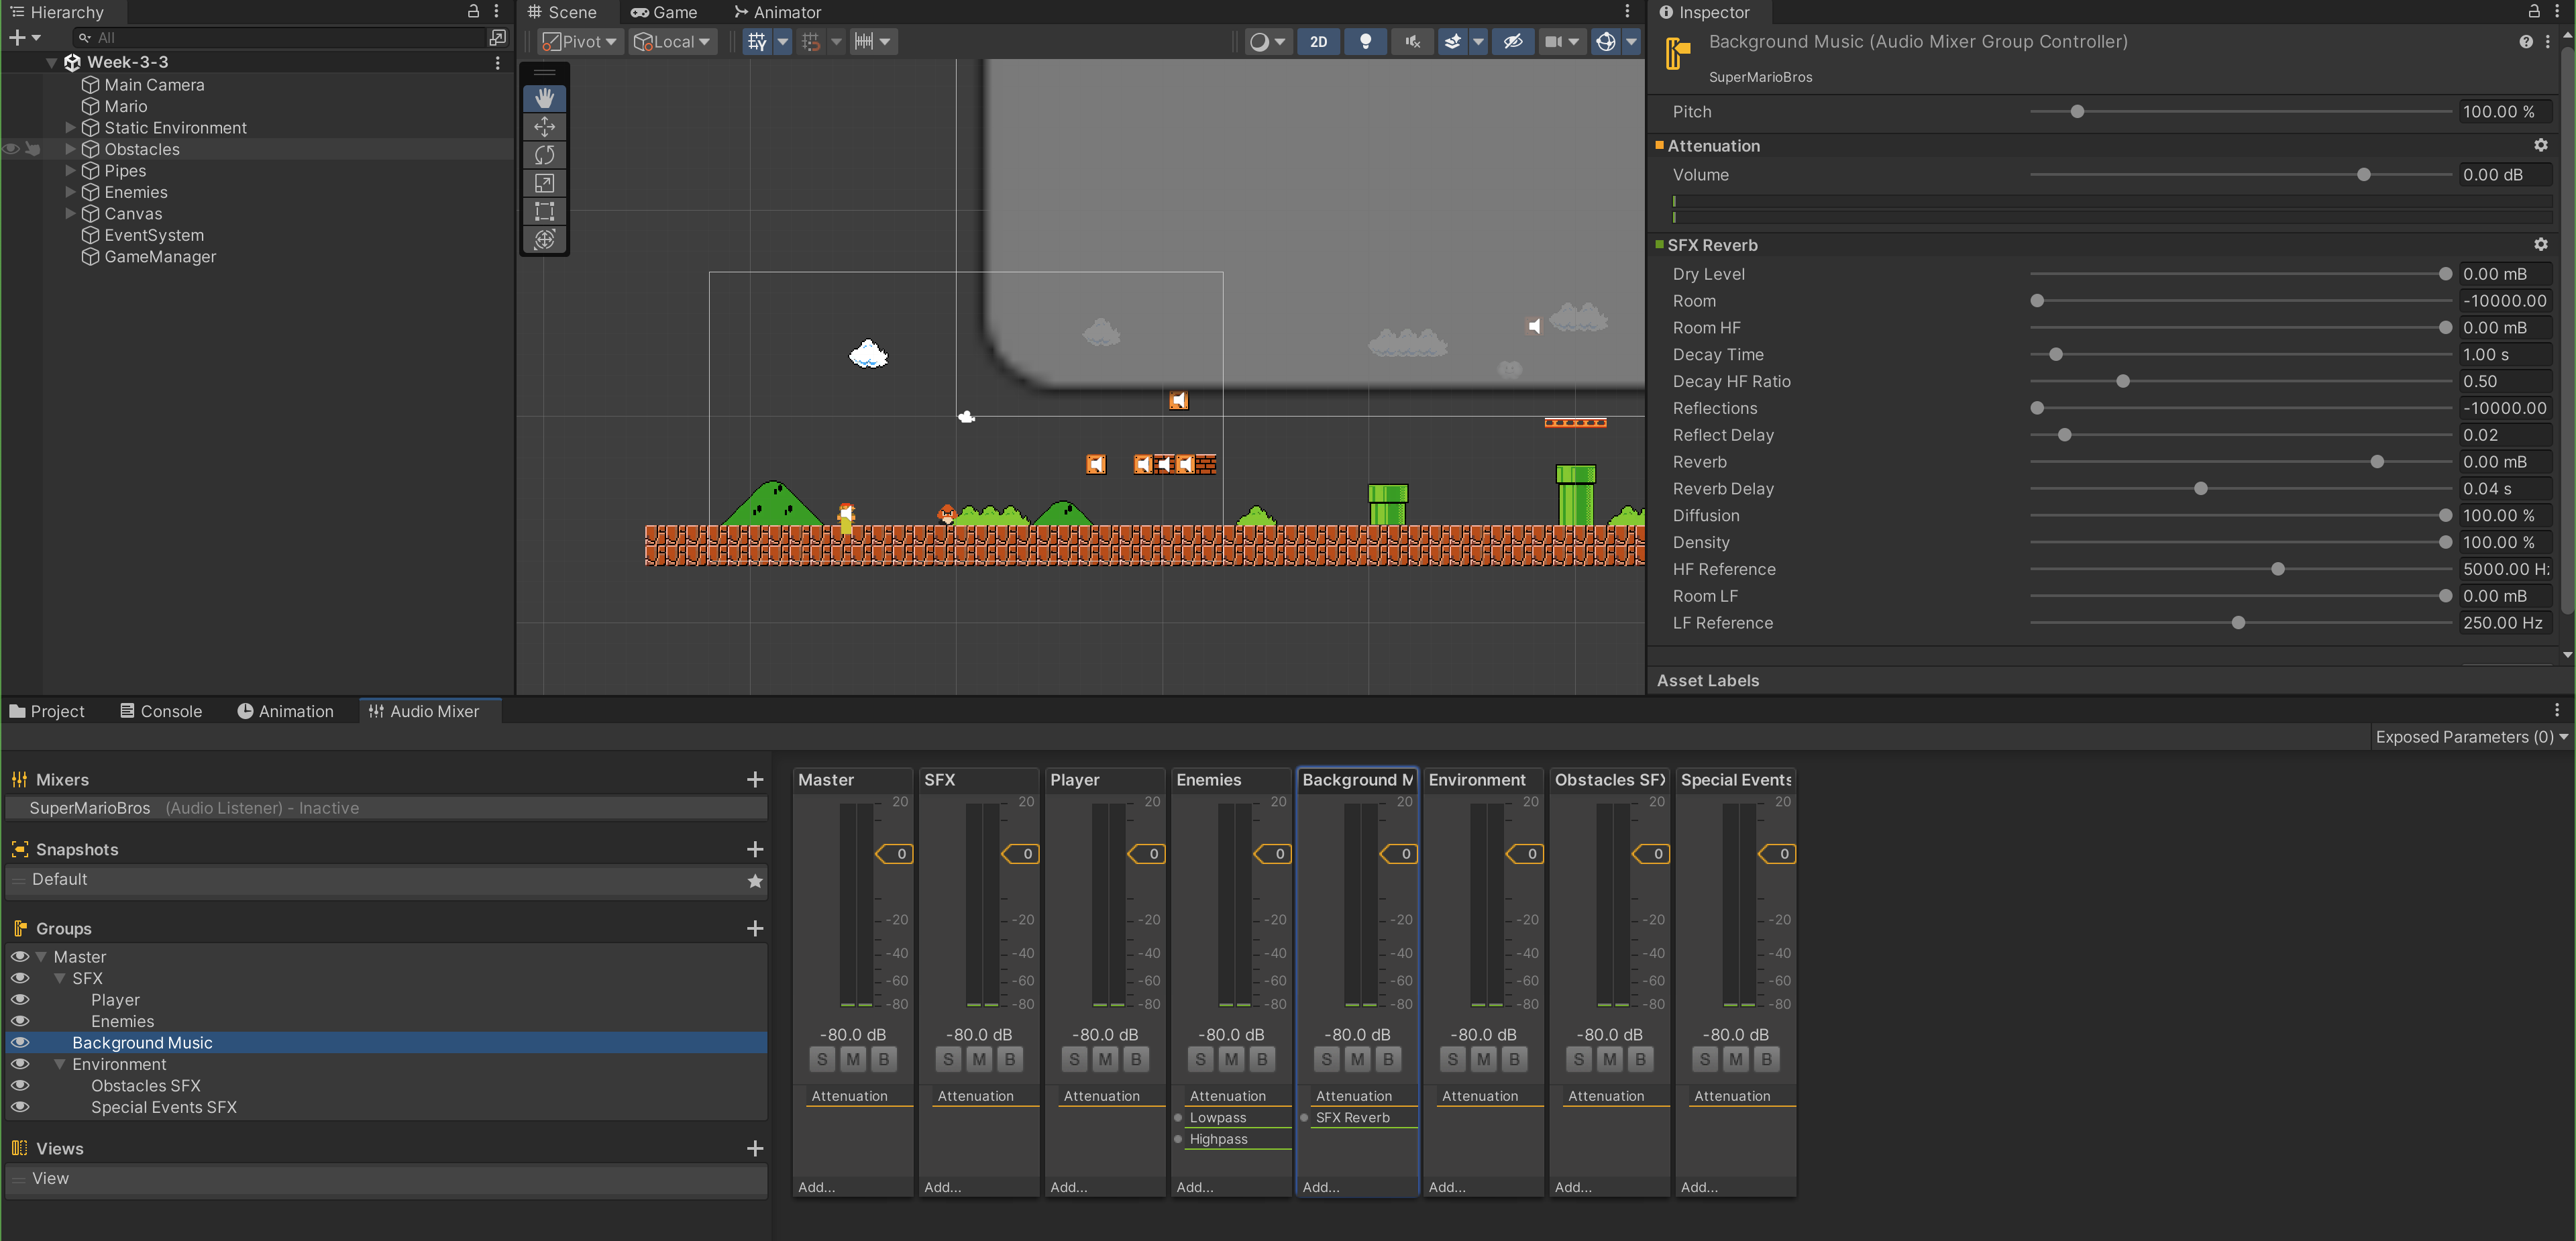 Hierarchy
All
Week-3-3
Main Camera
Mario
Static Environment
Obstacles
Pipes
Enemies
Canvas
EventSystem
GameManager
Scene Game Animator
Pivot Local 2D
Inspector
Background Music (Audio Mixer Group Controller)
SuperMarioBros
Pitch 100.00 %
Attenuation
Volume 0.00 dB
SFX Reverb
Dry Level 0.00 mB
Room -10000.00
Room HF 0.00 mB
Decay Time 1.00 s
Decay HF Ratio 0.50
Reflections -10000.00
Reflect Delay 0.02
Reverb 0.00 mB
Reverb Delay 0.04 s
Diffusion 100.00 %
Density 100.00 %
HF Reference 5000.00 H
Room LF 0.00 mB
LF Reference 250.00 Hz
Asset Labels
Project Console Animation Audio Mixer
Exposed Parameters (0)
Mixers
SuperMarioBros (Audio Listener) - Inactive
Snapshots
Default
Groups
Master
SFX
Player
Enemies
Background Music
Environment
Obstacles SFX
Special Events SFX
Views
View
Master SFX Player Enemies Background M Environment Obstacles SFX Special Events
20 20 20 20 20 20 20 20
0 0 0 0 0 0 0 0
-20 -20 -20 -20 -20 -20 -20 -20
-40 -40 -40 -40 -40 -40 -40 -40
-60 -60 -60 -60 -60 -60 -60 -60
-80 -80 -80 -80 -80 -80 -80 -80
-80.0 dB -80.0 dB -80.0 dB -80.0 dB -80.0 dB -80.0 dB -80.0 dB -80.0 dB
S M B S M B S M B S M B S M B S M B S M B S M B
Attenuation Attenuation Attenuation Attenuation Attenuation Attenuation Attenuation Attenuation
Lowpass SFX Reverb
Highpass
Add... Add... Add... Add... Add... Add... Add... Add...